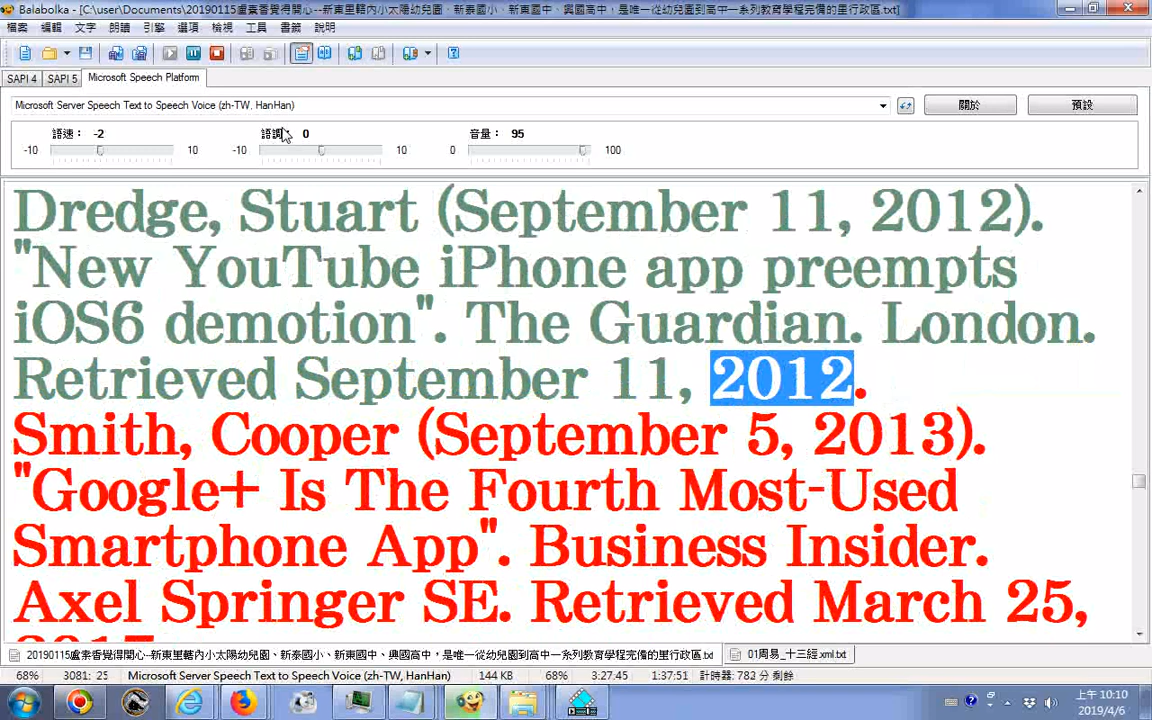 Balabolka - [C:\user\Documents\20190115盧素香覺得開心--新東里轄內小太陽幼兒園、新泰國小、新東國中、興國高中，是唯一從幼兒園到高中一系列教育學程完備的里行政區.txt]
檔案 編輯 文字 朗讀 引擎 選項 檢視 工具 書籤 說明
SAPI 4 SAPI 5 Microsoft Speech Platform
Microsoft Server Speech Text to Speech Voice (zh-TW, HanHan) 關於 預設
語速： -2 語調： 0 音量： 95
-10 10 -10 10 0 100
Dredge, Stuart (September 11, 2012).
"New YouTube iPhone app preempts
iOS6 demotion". The Guardian. London.
Retrieved September 11, 2012.
Smith, Cooper (September 5, 2013).
"Google+ Is The Fourth Most-Used
Smartphone App". Business Insider.
Axel Springer SE. Retrieved March 25,
2017
20190115盧素香覺得開心--新東里轄內小太陽幼兒園、新泰國小、新東國中、興國高中，是唯一從幼兒園到高中一系列教育學程完備的里行政區.txt 01周易_十三經.xml.txt
68% 3081: 25 Microsoft Server Speech Text to Speech Voice (zh-TW, HanHan) 144 KB 68% 3:27:45 1:37:51 計時器: 782 分 剩餘
上午 10:10
2019/4/6